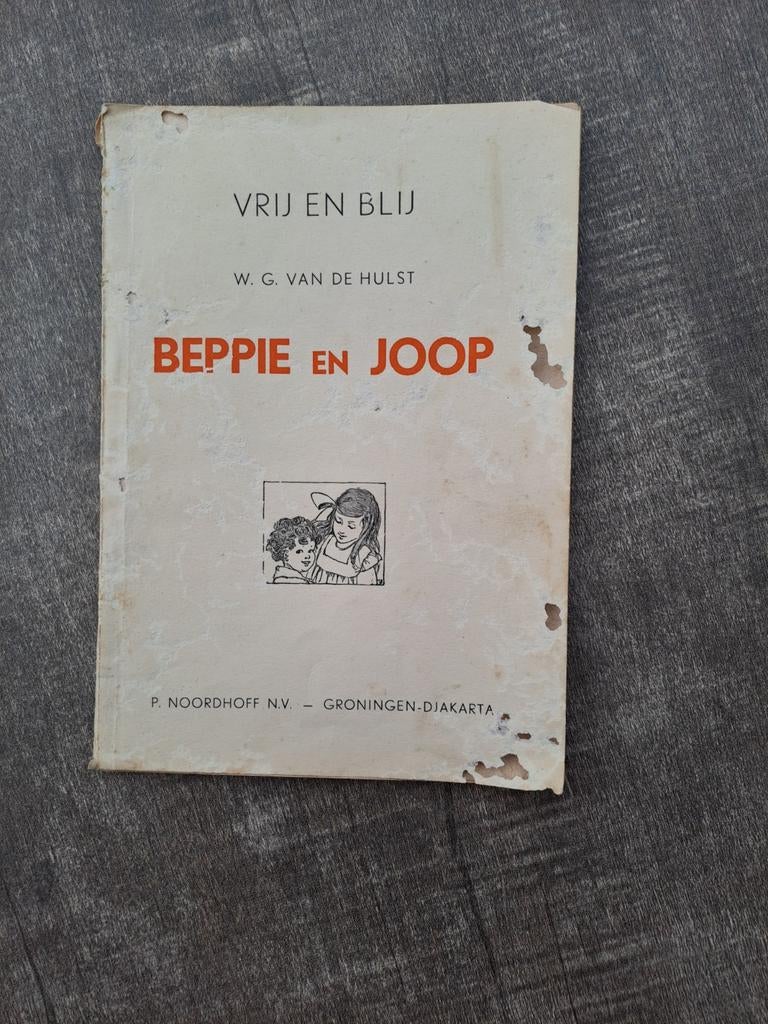 VRIJ EN BLIJ
W. G. VAN DE HULST
BEPPIE EN JOOP
P. NOORDHOFF N.V. — GRONINGEN-DJAKARTA